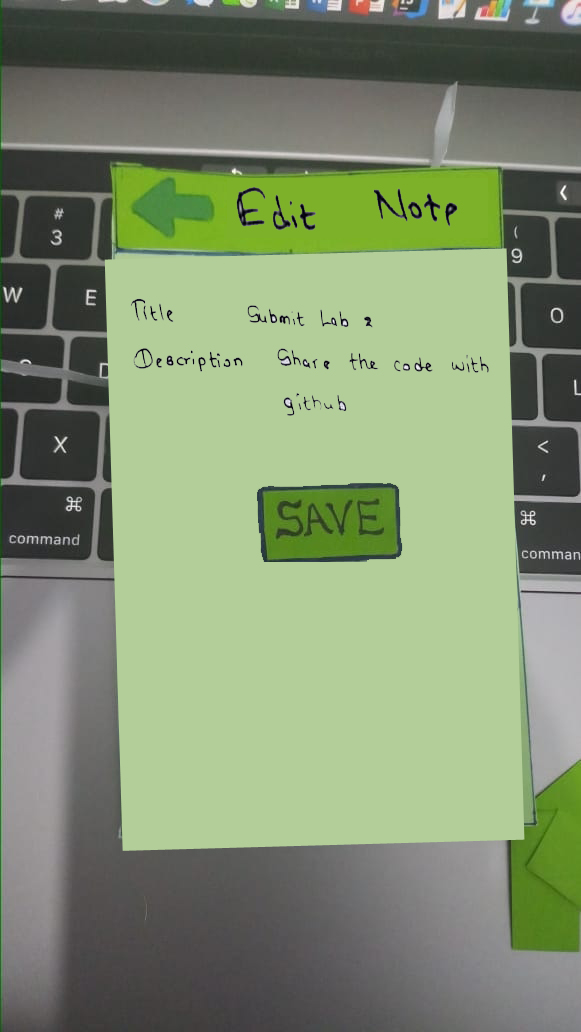 # 3
( 9
Edit Note
W E
O
Title Submit Lab 2
Description Share the code with
github
D
L
X
< ,
SAVE
⌘ command
⌘ comman